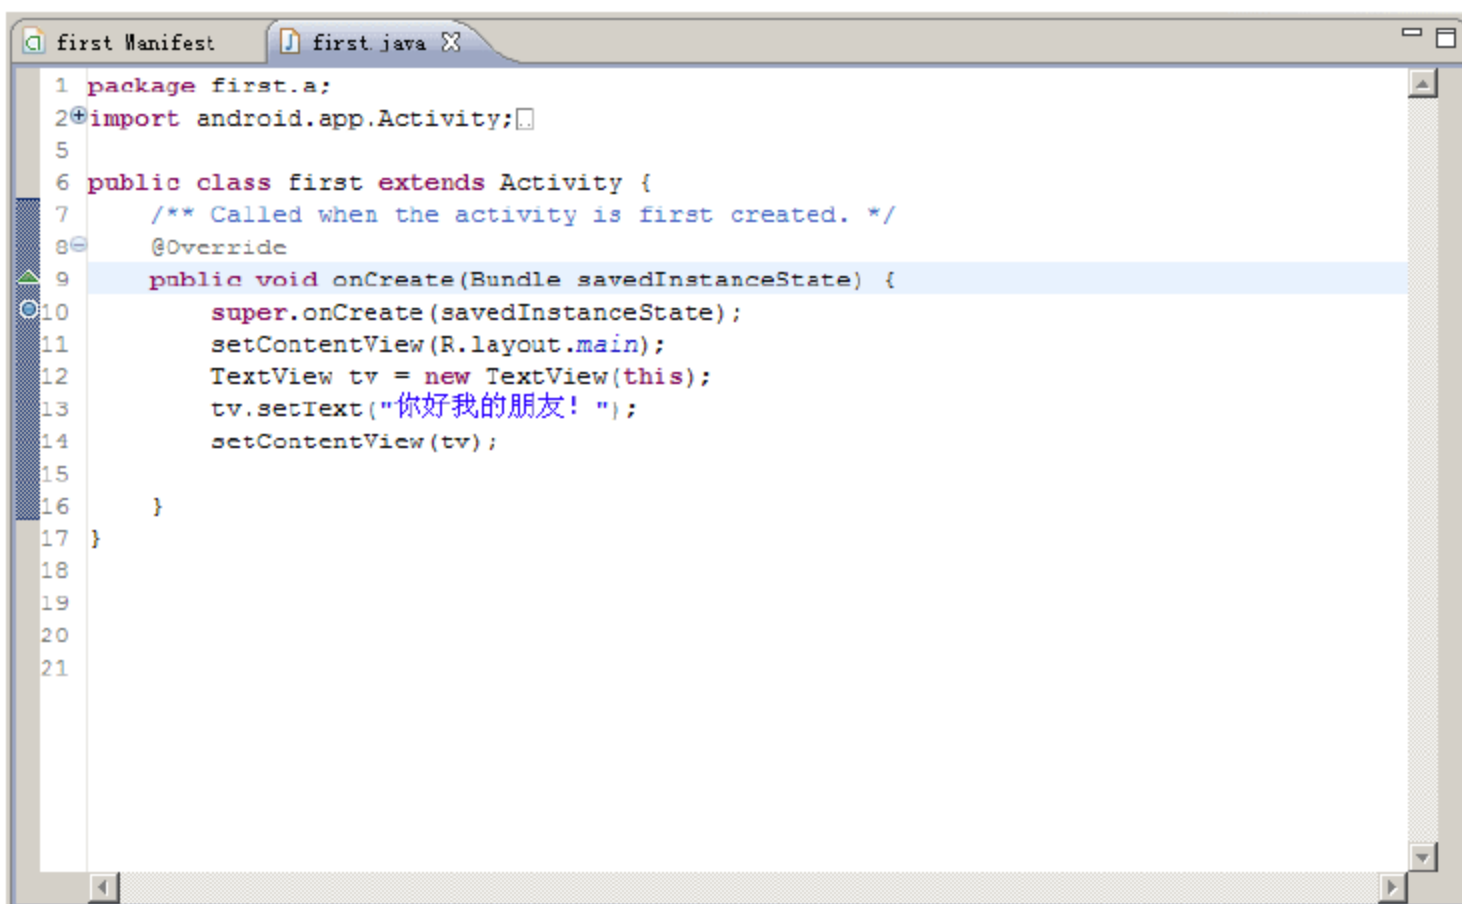 first Manifest
first.java
1 package first.a;
2 import android.app.Activity;
5
6 public class first extends Activity {
7 /** Called when the activity is first created. */
8 @Override
9 public void onCreate(Bundle savedInstanceState) {
10 super.onCreate(savedInstanceState);
11 setContentView(R.layout.main);
12 TextView tv = new TextView(this);
13 tv.setText("你好我的朋友！");
14 setContentView(tv);
15
16 }
17 }
18
19
20
21